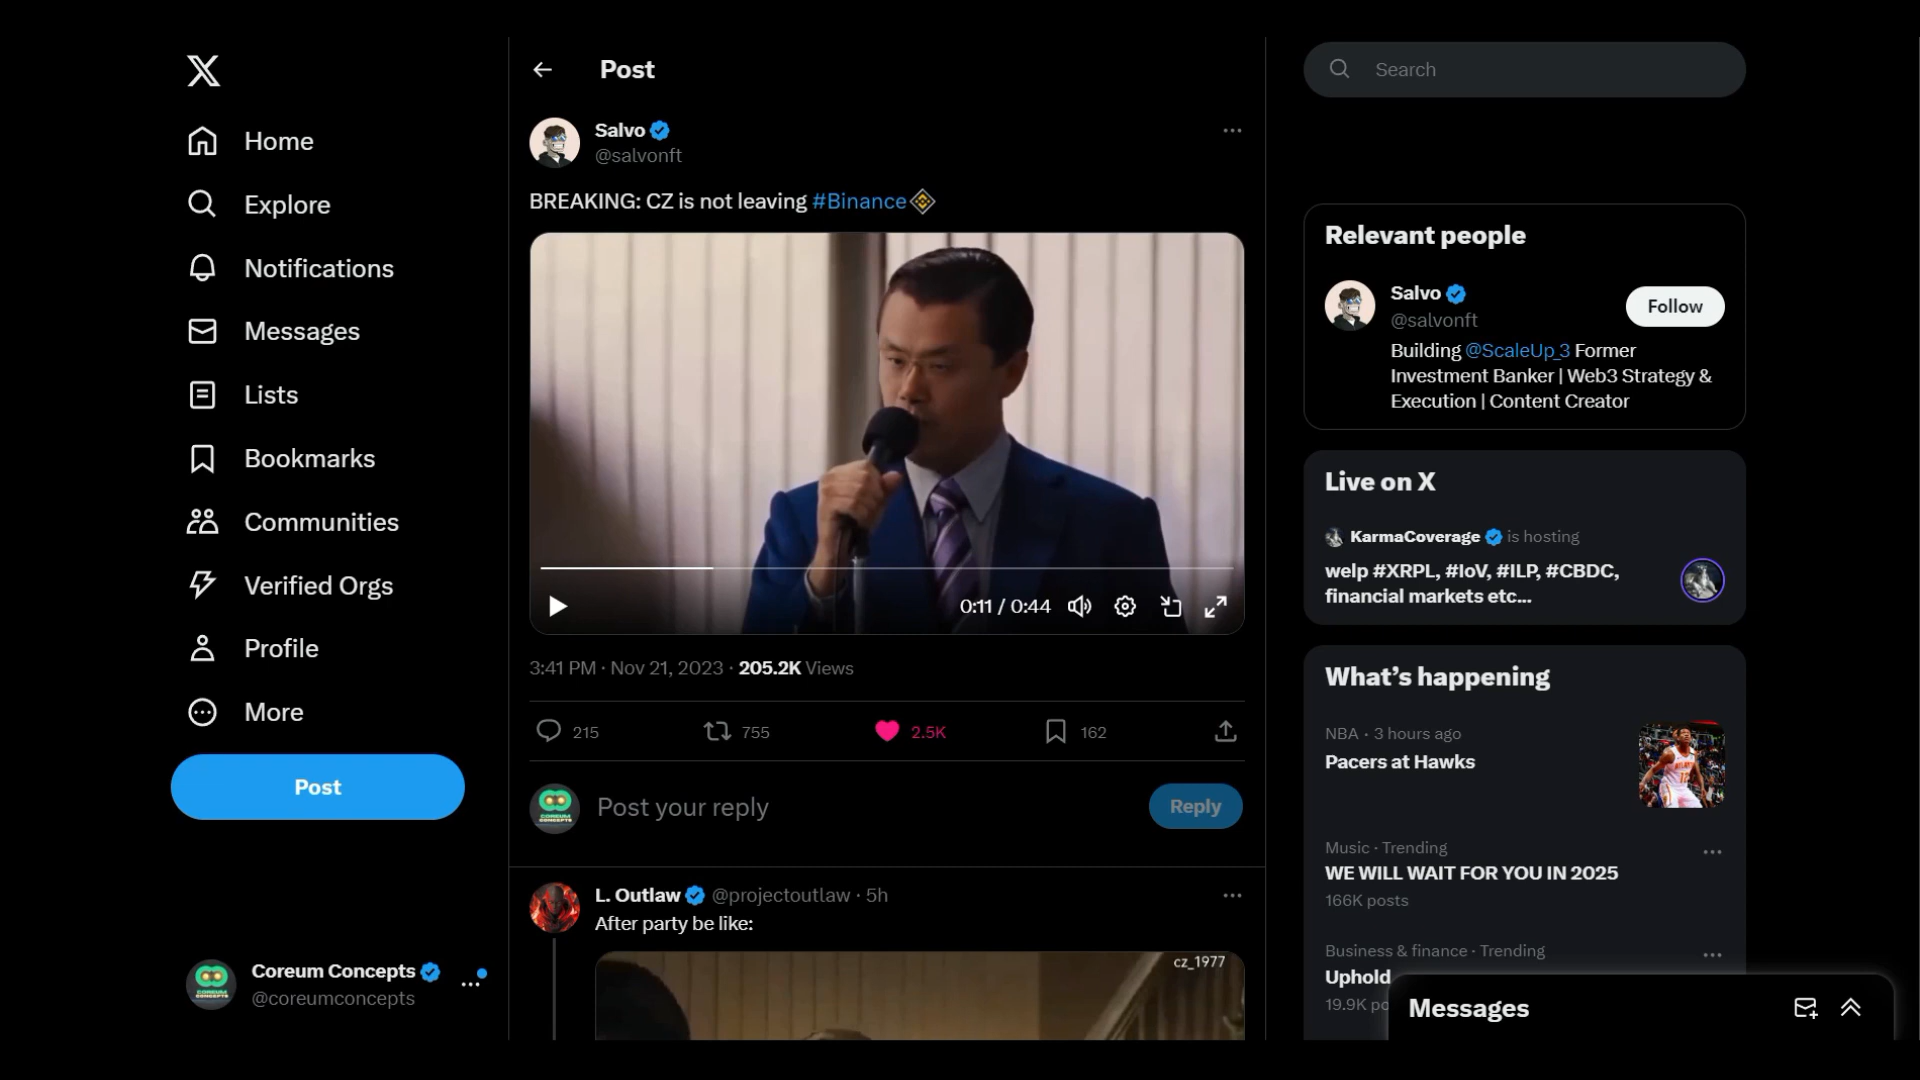 Home
Explore
Notifications
Messages
Lists
Bookmarks
Communities
Verified Orgs
Profile
More
Post
Coreum Concepts
@coreumconcepts
Post
Salvo
@salvonft
BREAKING: CZ is not leaving #Binance
0:11 / 0:44
3:41 PM · Nov 21, 2023 · 205.2K Views
215
755
2.5K
162
COREUM
CONCEPTS
Post your reply
Reply
L. Outlaw @projectoutlaw · 5h
After party be like:
cz_1977
Search
Relevant people
Salvo
@salvonft
Follow
Building @ScaleUp_3 Former
Investment Banker | Web3 Strategy &
Execution | Content Creator
Live on X
KarmaCoverage is hosting
welp #XRPL, #IoV, #ILP, #CBDC,
financial markets etc...
What's happening
NBA · 3 hours ago
Pacers at Hawks
Music · Trending
WE WILL WAIT FOR YOU IN 2025
166K posts
Business & finance · Trending
Uphold
19.9K po
Messages